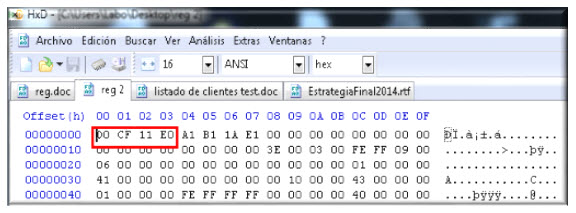 HxD - [C:\Users\Labo\Desktop\reg 2]
Archivo Edición Buscar Ver Análisis Extras Ventanas ?
16 ANSI hex
reg.doc reg 2 listado de clientes test.doc EstrategiaFinal2014.rtf
Offset(h) 00 01 02 03 04 05 06 07 08 09 0A 0B 0C 0D 0E 0F
00000000 00 CF 11 E0 A1 B1 1A E1 00 00 00 00 00 00 00 00 .Ï.à¡±.á........
00000010 00 00 00 00 00 00 00 00 3E 00 03 00 FE FF 09 00 ........>...þÿ..
00000020 06 00 00 00 00 00 00 00 00 00 00 00 01 00 00 00 ................
00000030 41 00 00 00 00 00 00 00 00 10 00 00 43 00 00 00 A...........C...
00000040 01 00 00 00 FE FF FF FF 00 00 00 00 40 00 00 00 ....þÿÿÿ....@...